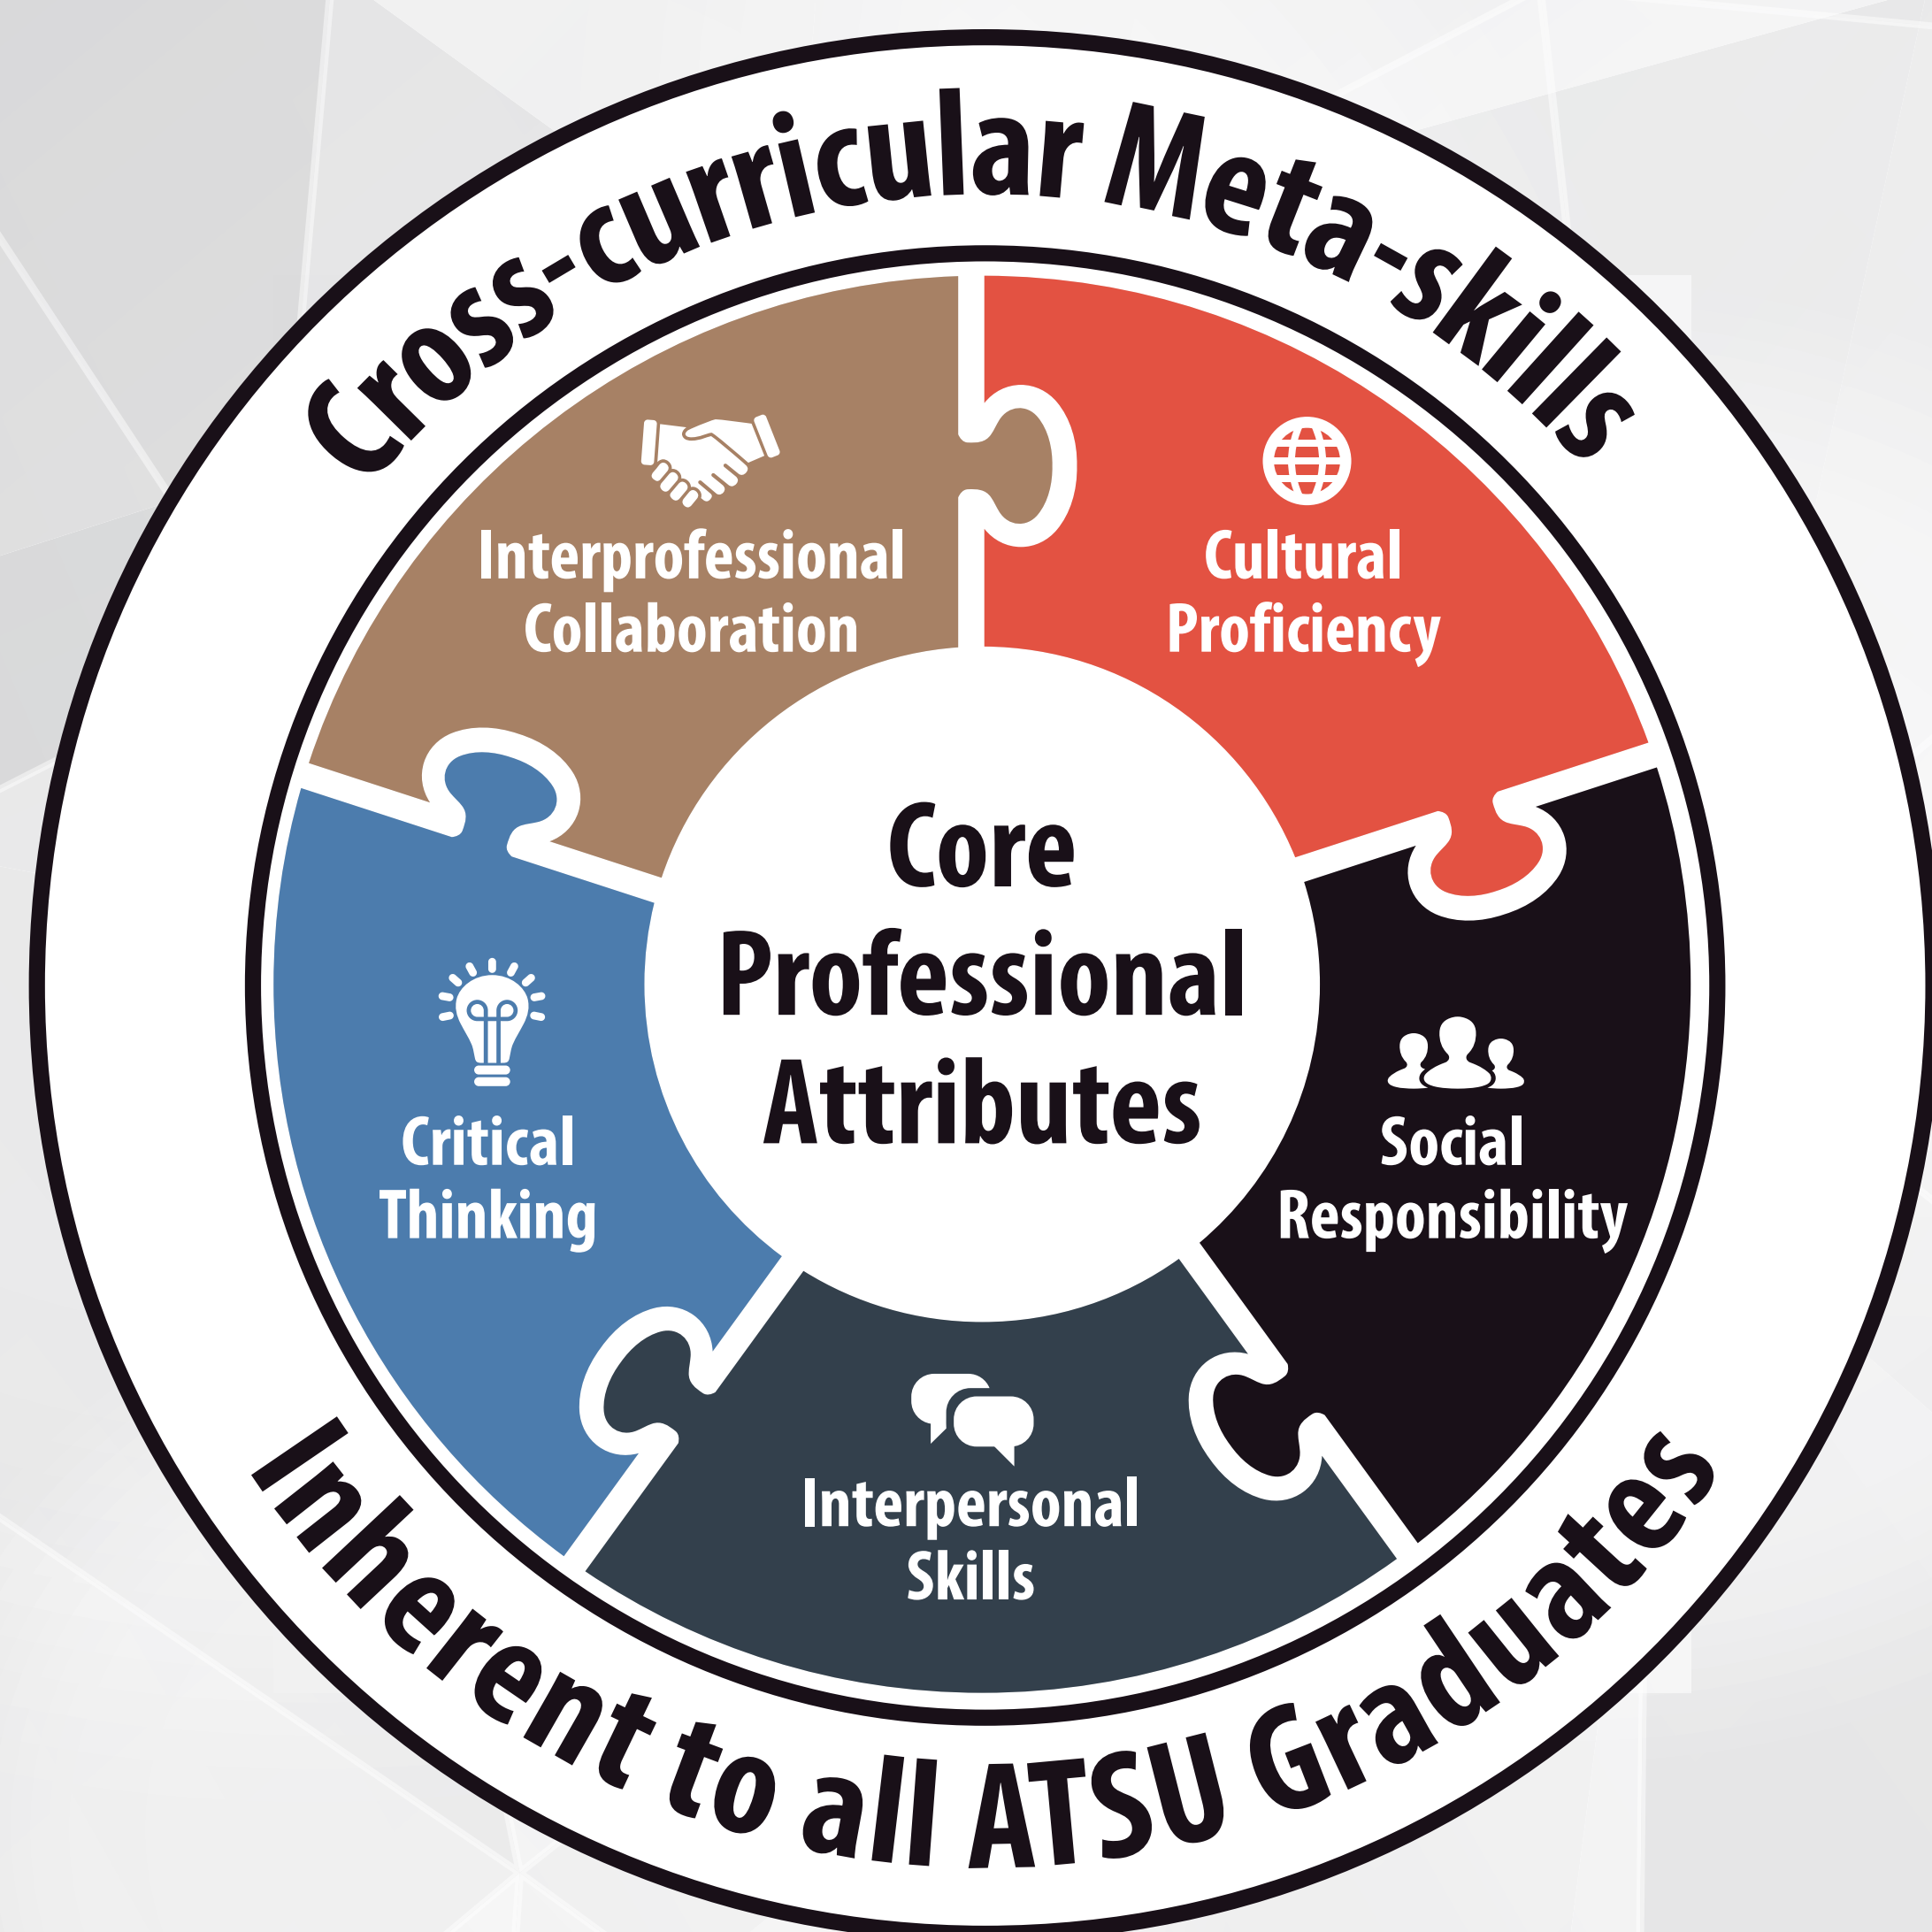 Cross-curricular Meta-skills
Interprofessional
Collaboration
Cultural
Proficiency
Core
Professional
Attributes
Critical
Thinking
Social
Responsibility
Interpersonal
Skills
Inherent to all ATSU Graduates